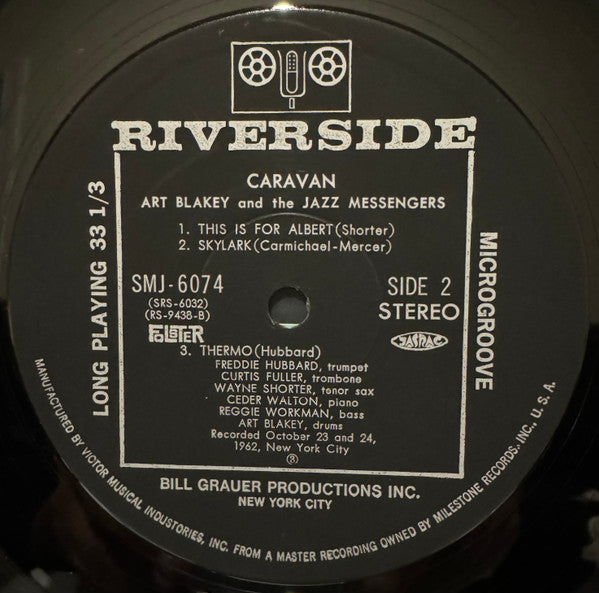 RIVERSIDE
CARAVAN
ART BLAKEY and the JAZZ MESSENGERS
1. THIS IS FOR ALBERT (Shorter)
2. SKYLARK (Carmichael-Mercer)
SMJ-6074
(SRS-6032)
(RS-9438-B)
SIDE 2
STEREO
JASRAC
3. THERMO (Hubbard)
FREDDIE HUBBARD, trumpet
CURTIS FULLER, trombone
WAYNE SHORTER, tenor sax
CEDER WALTON, piano
REGGIE WORKMAN, bass
ART BLAKEY, drums
Recorded October 23 and 24,
1962, New York City
BILL GRAUER PRODUCTIONS INC.
NEW YORK CITY
LONG PLAYING 33 1/3
MICROGROOVE
MANUFACTURED BY VICTOR MUSICAL INDUSTRIES, INC. FROM A MASTER RECORDING OWNED BY MILESTONE RECORDS, INC., U.S.A.